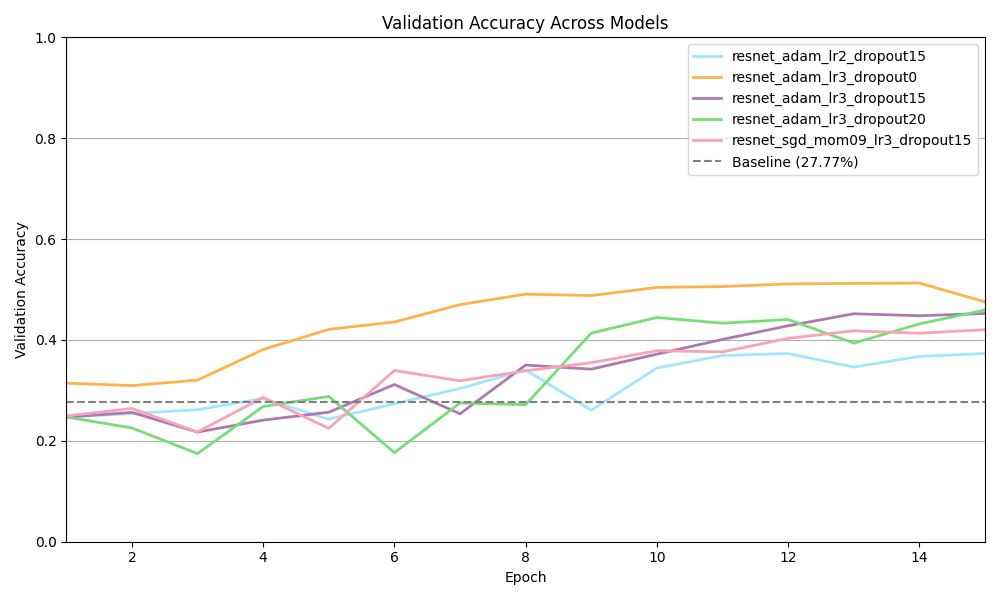 Validation Accuracy Across Models
1.0
0.8
0.6
0.4
0.2
0.0
Validation Accuracy
resnet_adam_lr2_dropout15
resnet_adam_lr3_dropout0
resnet_adam_lr3_dropout15
resnet_adam_lr3_dropout20
resnet_sgd_mom09_lr3_dropout15
Baseline (27.77%)
2 4 6 8 10 12 14
Epoch